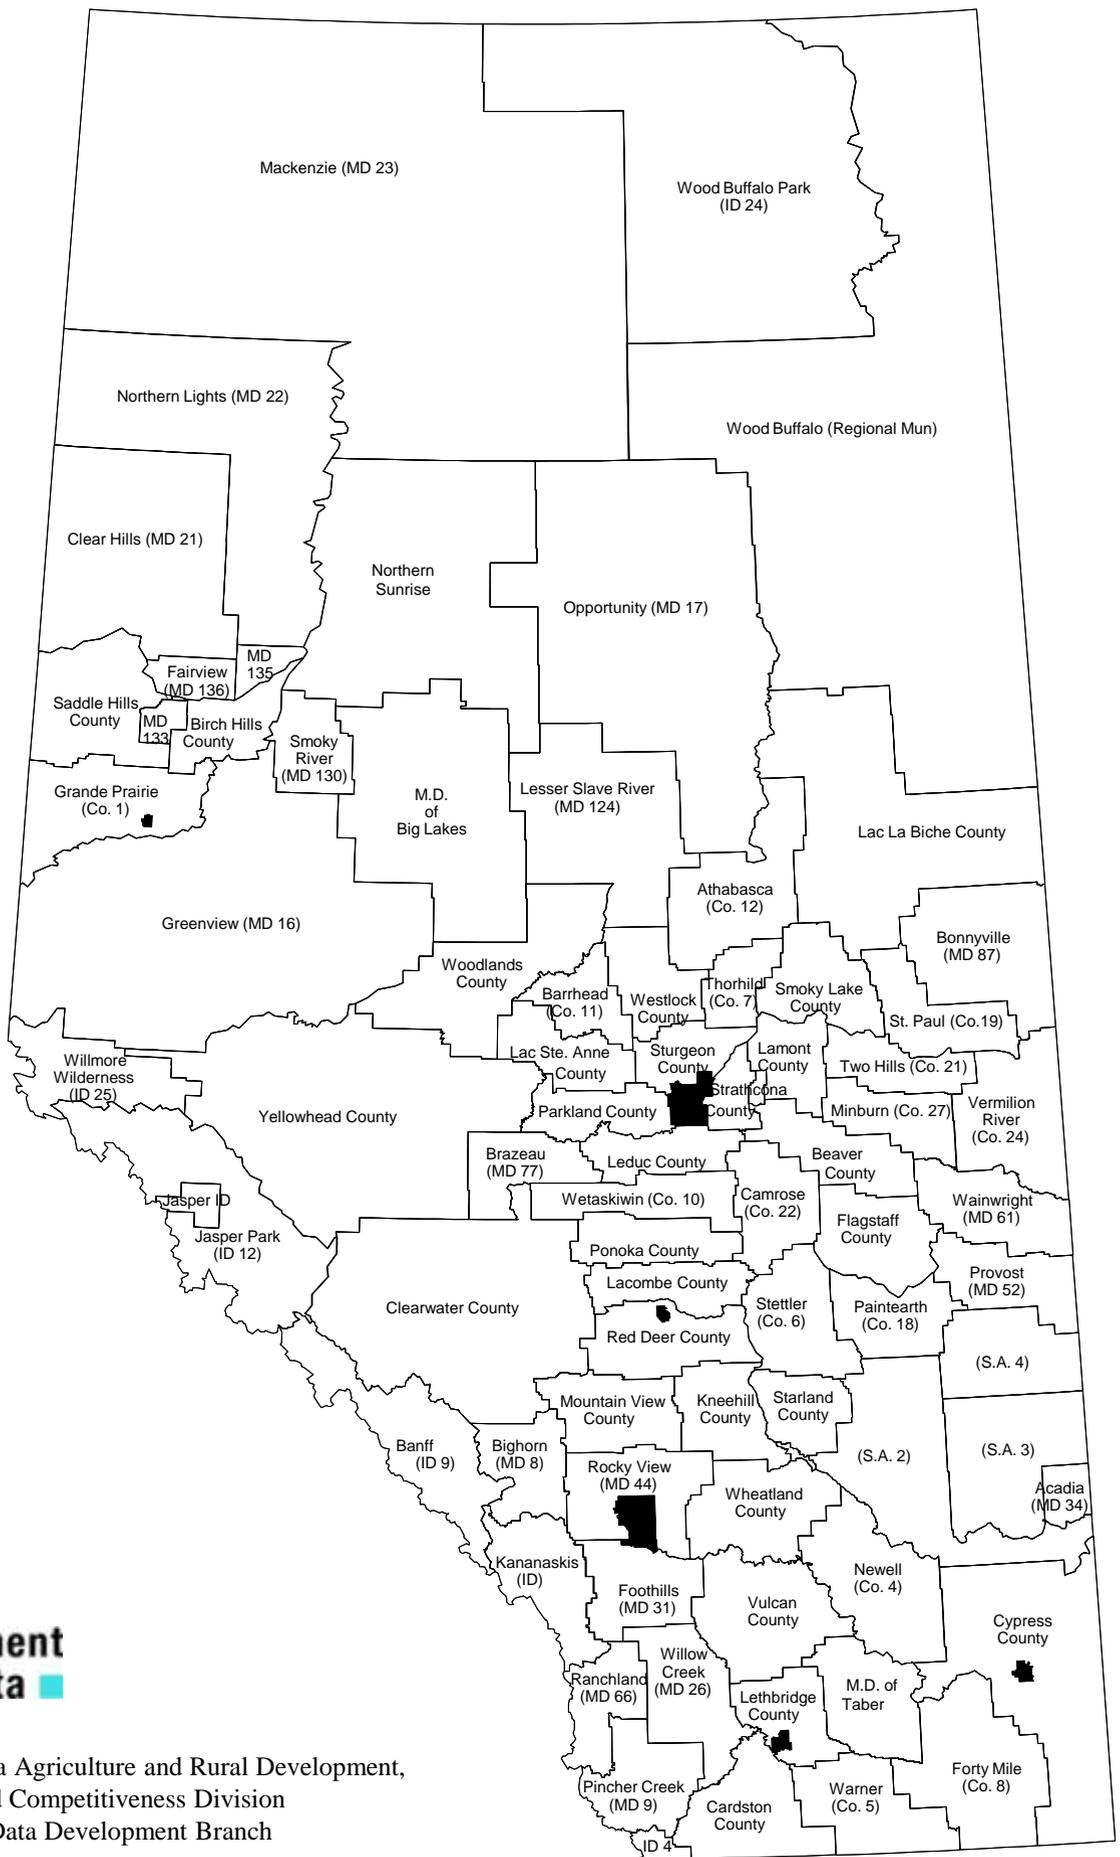 Mackenzie (MD 23)
Wood Buffalo Park
(ID 24)
Northern Lights (MD 22)
Wood Buffalo (Regional Mun)
Clear Hills (MD 21)
Northern
Sunrise
Opportunity (MD 17)
MD
135
Fairview
(MD 136)
Saddle Hills
County
MD
133
Birch Hills
County
Smoky
River
(MD 130)
Grande Prairie
(Co. 1)
M.D.
of
Big Lakes
Lesser Slave River
(MD 124)
Lac La Biche County
Athabasca
(Co. 12)
Greenview (MD 16)
Bonnyville
(MD 87)
Woodlands
County
Barrhead
(Co. 11)
Westlock
County
Thorhild
(Co. 7)
Smoky Lake
County
St. Paul (Co.19)
Willmore
Wilderness
(ID 25)
Lac Ste. Anne
County
Sturgeon
County
Lamont
County
Two Hills (Co. 21)
Yellowhead County
Parkland County
Strathcona
County
Minburn (Co. 27)
Vermilion
River
(Co. 24)
Brazeau
(MD 77)
Leduc County
Beaver
County
Jasper ID
Wetaskiwin (Co. 10)
Camrose
(Co. 22)
Wainwright
(MD 61)
Flagstaff
County
Jasper Park
(ID 12)
Ponoka County
Provost
(MD 52)
Lacombe County
Clearwater County
Stettler
(Co. 6)
Paintearth
(Co. 18)
Red Deer County
(S.A. 4)
Mountain View
County
Kneehill
County
Starland
County
Banff
(ID 9)
Bighorn
(MD 8)
(S.A. 2)
(S.A. 3)
Rocky View
(MD 44)
Wheatland
County
Acadia
(MD 34)
Kananaskis
(ID)
Newell
(Co. 4)
Foothills
(MD 31)
Vulcan
County
Cypress
County
Willow
Creek
(MD 26)
Ranchland
(MD 66)
Lethbridge
County
M.D. of
Taber
Forty Mile
(Co. 8)
Pincher Creek
(MD 9)
Cardston
County
Warner
(Co. 5)
ID 4
ment
ta
a Agriculture and Rural Development,
d Competitiveness Division
Data Development Branch